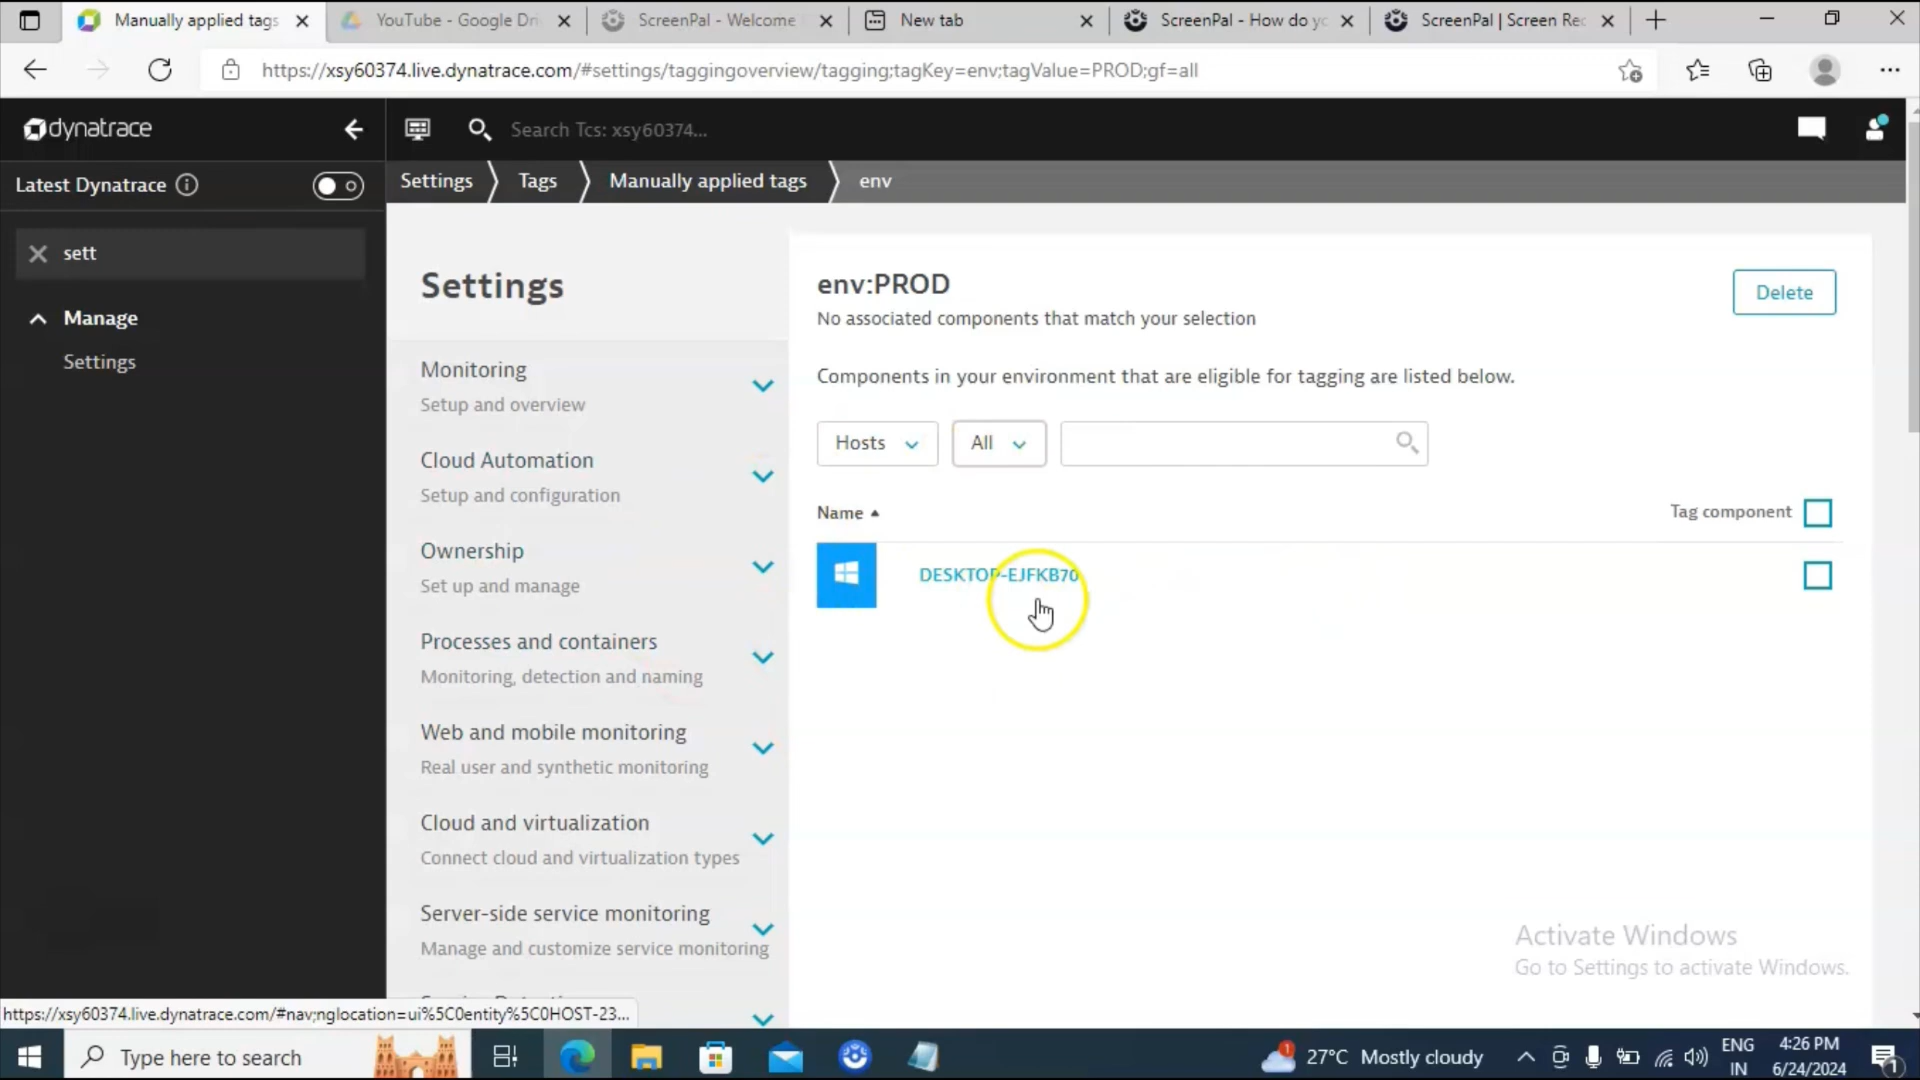 Manually applied tags
YouTube - Google Dri
ScreenPal - Welcome
New tab
ScreenPal - How do yo
ScreenPal | Screen Rec
https://xsy60374.live.dynatrace.com/#settings/taggingoverview/tagging;tagKey=env;tagValue=PROD;gf=all
dynatrace
Search Tcs: xsy60374...
Latest Dynatrace
Settings
Tags
Manually applied tags
env
sett
Manage
Settings
Settings
Monitoring
Setup and overview
Cloud Automation
Setup and configuration
Ownership
Set up and manage
Processes and containers
Monitoring, detection and naming
Web and mobile monitoring
Real user and synthetic monitoring
Cloud and virtualization
Connect cloud and virtualization types
Server-side service monitoring
Manage and customize service monitoring
env:PROD
Delete
No associated components that match your selection
Components in your environment that are eligible for tagging are listed below.
Hosts
All
Name
Tag component
DESKTOP-EJFKB70
Activate Windows
Go to Settings to activate Windows.
https://xsy60374.live.dynatrace.com/#nav;nglocation=ui%5C0entity%5C0HOST-23...
Type here to search
1
27°C Mostly cloudy
ENG
IN
4:26 PM
6/24/2024
1